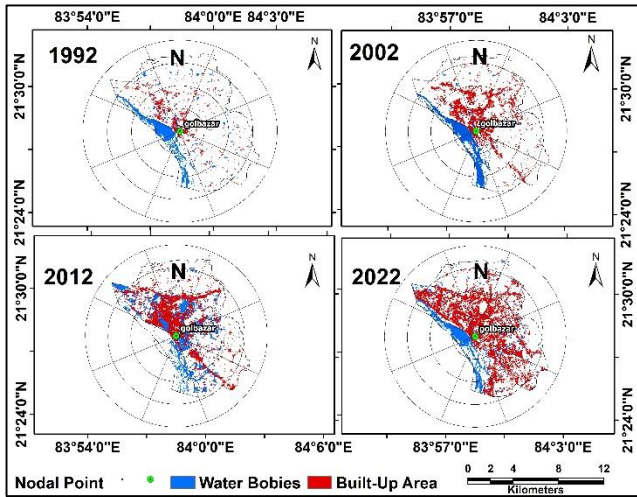 83°54'0"E 84°0'0"E 84°3'0"E 83°57'0"E 84°3'0"E
1992 N N 2002 N N
21°30'0"N golbazar golbazar 21°30'0"N
21°24'0"N 21°24'0"N
2012 N N 2022 N N
21°30'0"N golbazar golbazar 21°30'0"N
21°24'0"N 21°24'0"N
83°54'0"E 84°0'0"E 84°6'0"E 83°57'0"E 84°3'0"E
Nodal Point Water Bobies Built-Up Area 0 2 4 8 12
Kilometers